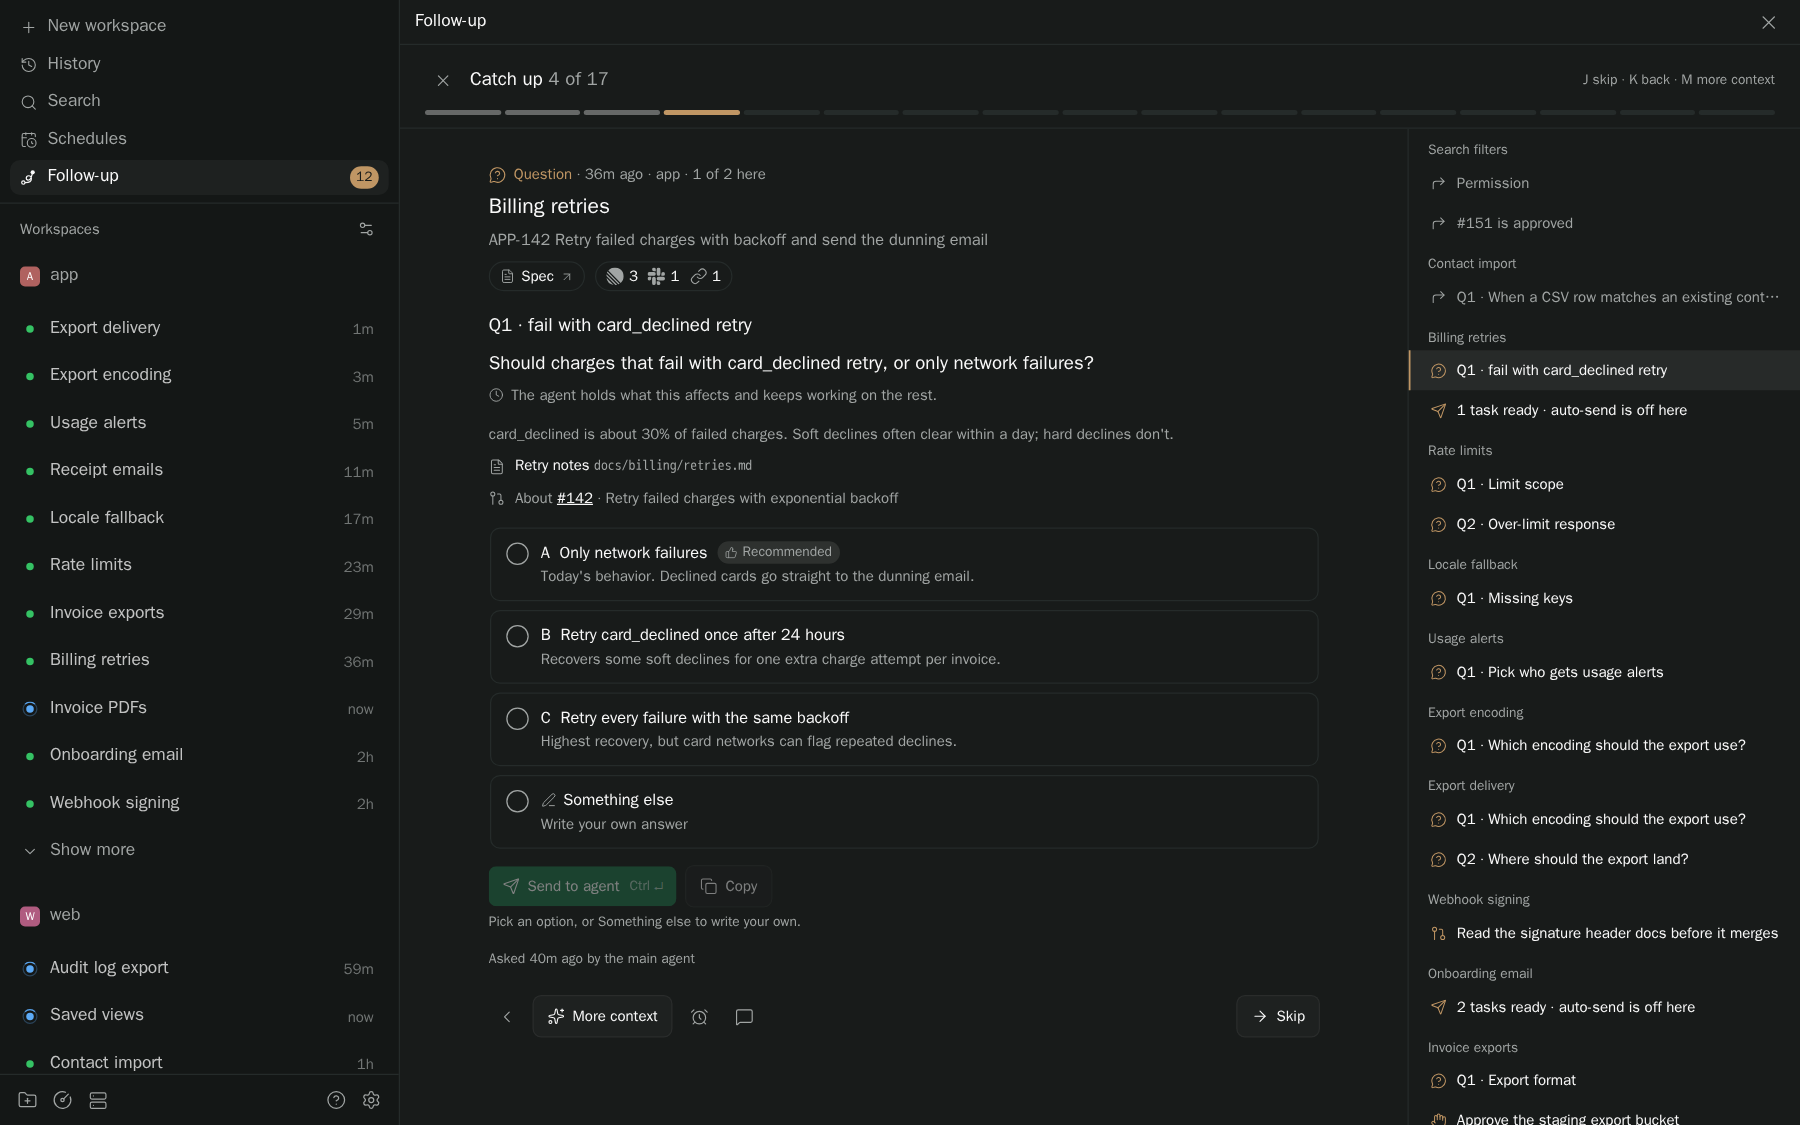 New workspace
History
Search
Schedules
Follow-up 12
Workspaces
A app
Export delivery 1m
Export encoding 3m
Usage alerts 5m
Receipt emails 11m
Locale fallback 17m
Rate limits 23m
Invoice exports 29m
Billing retries 36m
Invoice PDFs now
Onboarding email 2h
Webhook signing 2h
Show more
W web
Audit log export 59m
Saved views now
Contact import 1h
Follow-up
Catch up 4 of 17
J skip · K back · M more context
Question · 36m ago · app · 1 of 2 here
Billing retries
APP-142 Retry failed charges with backoff and send the dunning email
Spec 3 1 1
Q1 · fail with card_declined retry
Should charges that fail with card_declined retry, or only network failures?
The agent holds what this affects and keeps working on the rest.
card_declined is about 30% of failed charges. Soft declines often clear within a day; hard declines don't.
Retry notes docs/billing/retries.md
About #142 · Retry failed charges with exponential backoff
A Only network failures Recommended
Today's behavior. Declined cards go straight to the dunning email.
B Retry card_declined once after 24 hours
Recovers some soft declines for one extra charge attempt per invoice.
C Retry every failure with the same backoff
Highest recovery, but card networks can flag repeated declines.
Something else
Write your own answer
Send to agent Ctrl ↵ Copy
Pick an option, or Something else to write your own.
Asked 40m ago by the main agent
More context
Skip
Search filters
Permission
#151 is approved
Contact import
Q1 · When a CSV row matches an existing cont…
Billing retries
Q1 · fail with card_declined retry
1 task ready · auto-send is off here
Rate limits
Q1 · Limit scope
Q2 · Over-limit response
Locale fallback
Q1 · Missing keys
Usage alerts
Q1 · Pick who gets usage alerts
Export encoding
Q1 · Which encoding should the export use?
Export delivery
Q1 · Which encoding should the export use?
Q2 · Where should the export land?
Webhook signing
Read the signature header docs before it merges
Onboarding email
2 tasks ready · auto-send is off here
Invoice exports
Q1 · Export format
Approve the staging export bucket